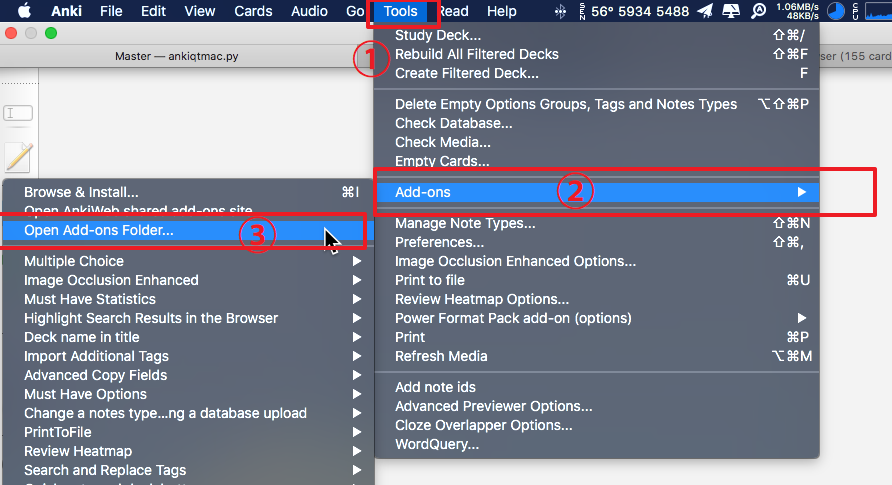 Anki File Edit View Cards Audio Go Tools Read Help 56° 5934 5488 1.06MB/s 48KB/s
Master — ankiqtmac.py
(155 card
①
Study Deck... ⇧⌘/
Rebuild All Filtered Decks ⇧⌘F
Create Filtered Deck... F
Delete Empty Options Groups, Tags and Notes Types ⌥⇧⌘P
Check Database...
Check Media...
Empty Cards...
Add-ons ② ▶
Manage Note Types... ⇧⌘N
Preferences... ⇧⌘,
Image Occlusion Enhanced Options...
Print to file ⌘U
Review Heatmap Options...
Power Format Pack add-on (options) ▶
Print ⌘P
Refresh Media ⌥⌘M
Add note ids
Advanced Previewer Options...
Cloze Overlapper Options...
WordQuery...
Browse & Install... ⌘I
Open AnkiWeb shared add-ons site
Open Add-ons Folder... ③
Multiple Choice ▶
Image Occlusion Enhanced ▶
Must Have Statistics ▶
Highlight Search Results in the Browser ▶
Deck name in title ▶
Import Additional Tags ▶
Advanced Copy Fields ▶
Must Have Options ▶
Change a notes type...ng a database upload ▶
PrintToFile ▶
Review Heatmap ▶
Search and Replace Tags ▶